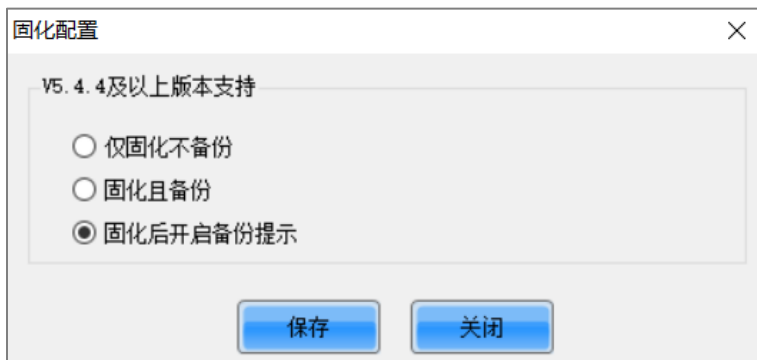 固化配置
V5.4.4及以上版本支持
仅固化不备份
固化且备份
固化后开启备份提示
保存 关闭